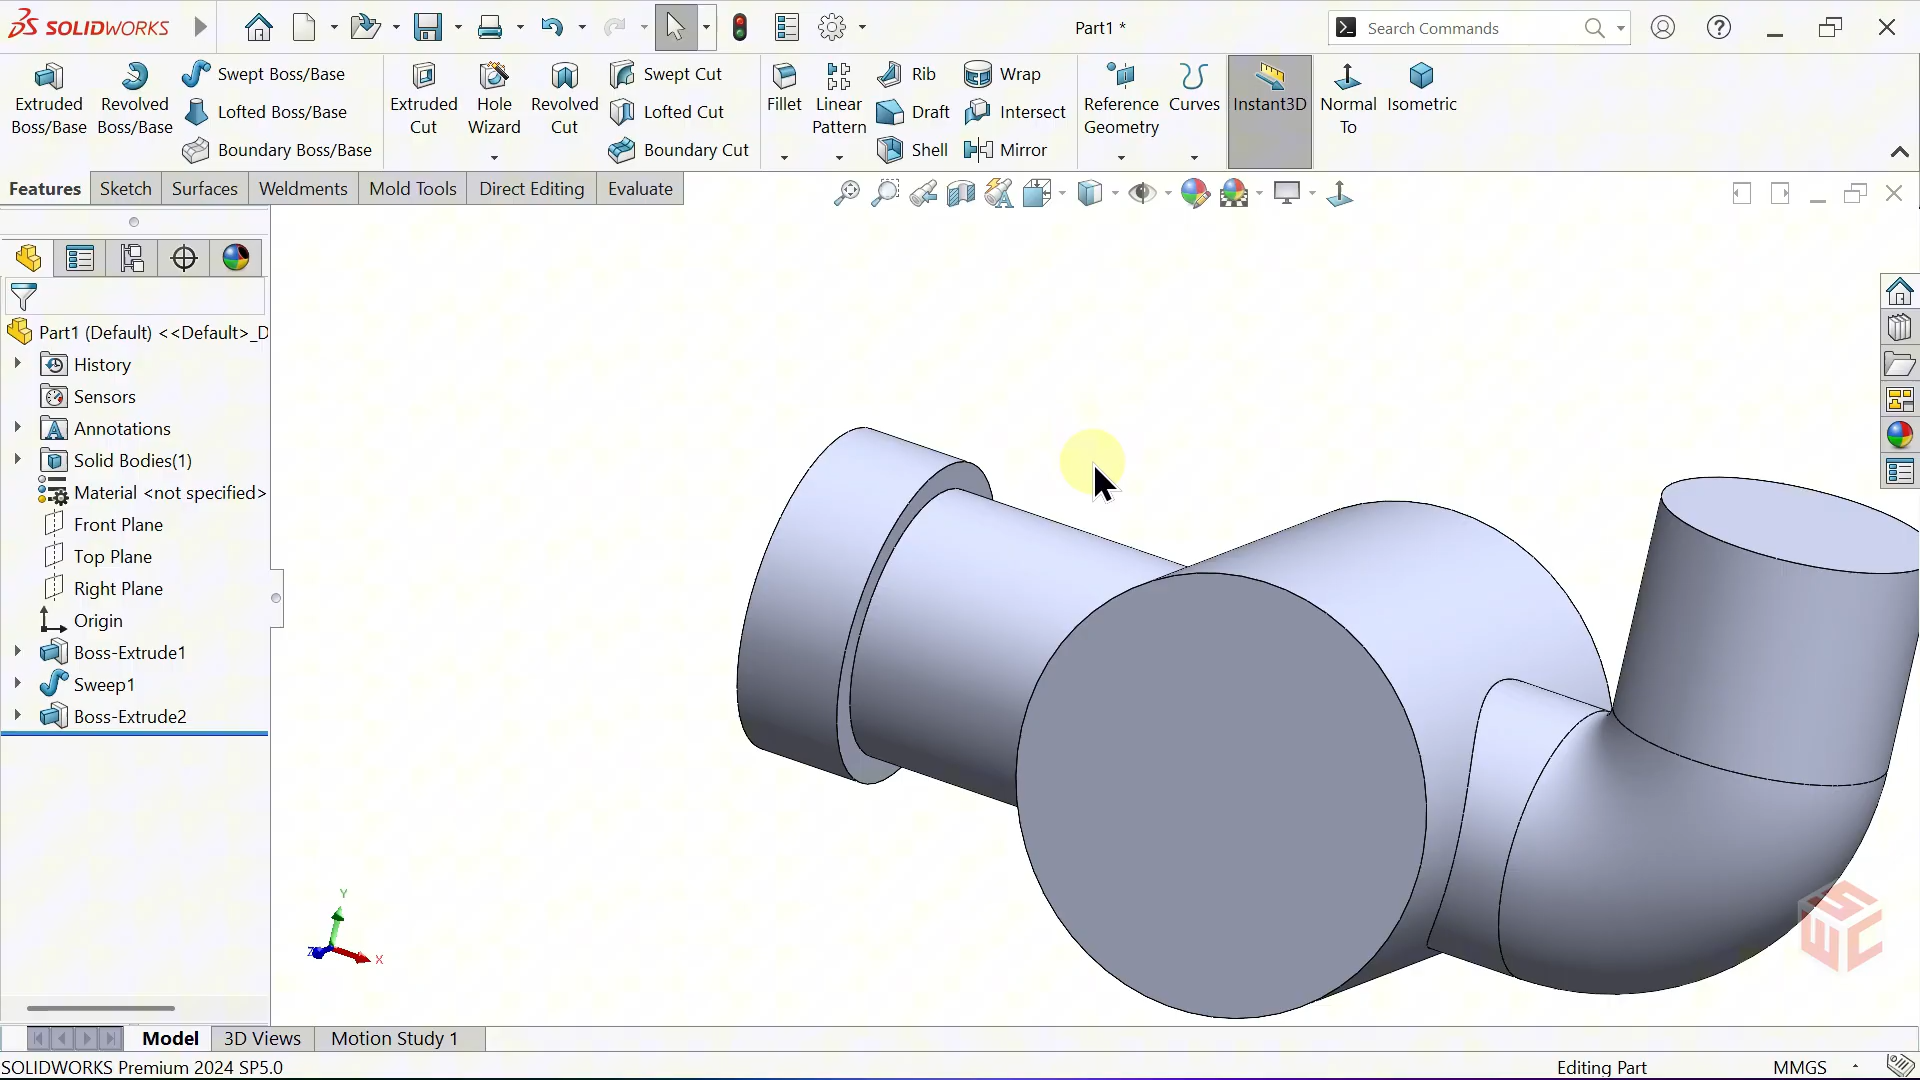 SOLIDWORKS
Part1 *
Search Commands
Extruded Boss/Base
Revolved Boss/Base
Swept Boss/Base
Lofted Boss/Base
Boundary Boss/Base
Extruded Cut
Hole Wizard
Revolved Cut
Swept Cut
Lofted Cut
Boundary Cut
Fillet
Linear Pattern
Rib
Draft
Shell
Wrap
Intersect
Mirror
Reference Geometry
Curves
Instant3D
Normal To
Isometric
Features
Sketch
Surfaces
Weldments
Mold Tools
Direct Editing
Evaluate
Part1 (Default) <<Default>_D
History
Sensors
Annotations
Solid Bodies(1)
Material <not specified>
Front Plane
Top Plane
Right Plane
Origin
Boss-Extrude1
Sweep1
Boss-Extrude2
Y
Z
X
SWC
Model
3D Views
Motion Study 1
SOLIDWORKS Premium 2024 SP5.0
Editing Part
MMGS